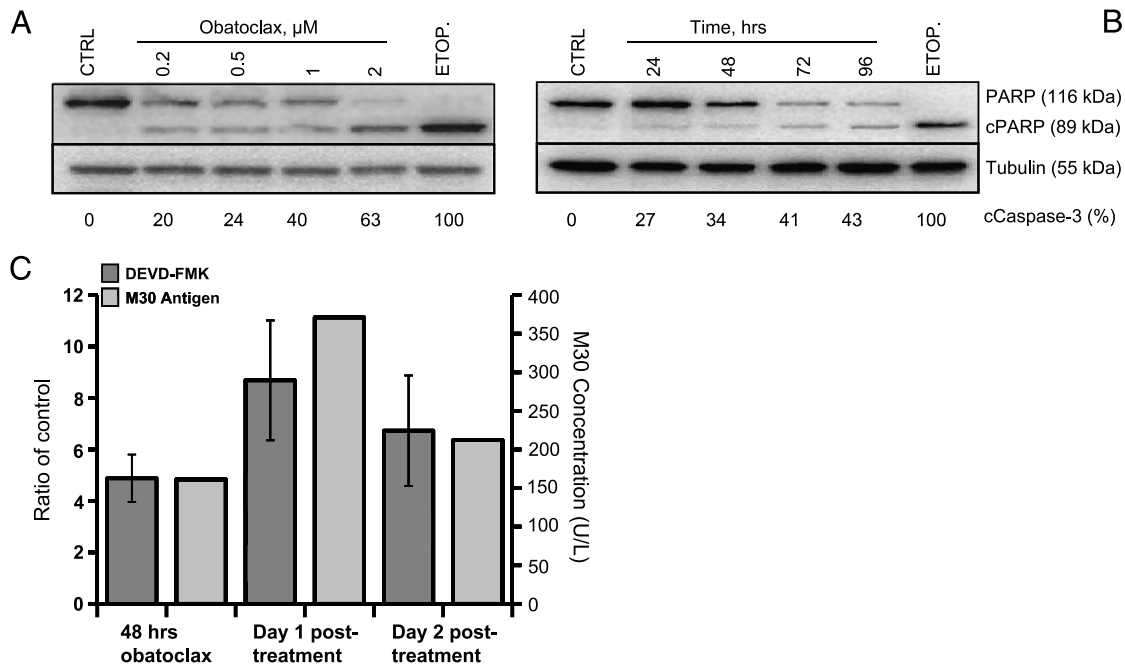 A
Obatoclax, µM
CTRL
0.2
0.5
1
2
ETOP.
0
20
24
40
63
100
B
Time, hrs
CTRL
24
48
72
96
ETOP.
PARP (116 kDa)
cPARP (89 kDa)
Tubulin (55 kDa)
0
27
34
41
43
100
cCaspase-3 (%)
C
DEVD-FMK
M30 Antigen
Ratio of control
12
10
8
6
4
2
0
400
350
300
250
200
150
100
50
0
M30 Concentration (U/L)
48 hrs
obatoclax
Day 1 post-
treatment
Day 2 post-
treatment